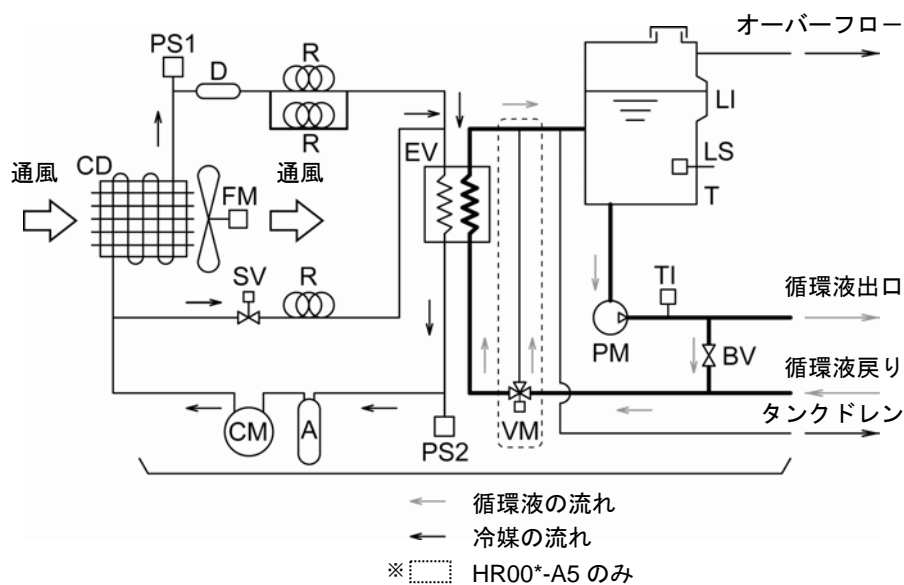 オーバーフロー
PS1
R
D
R
LI
通風
CD
FM
通風
EV
LS
T
SV
R
TI
循環液出口
PM
BV
循環液戻り
CM
A
PS2
VM
タンクドレン
循環液の流れ
冷媒の流れ
※ HR00*-A5 のみ